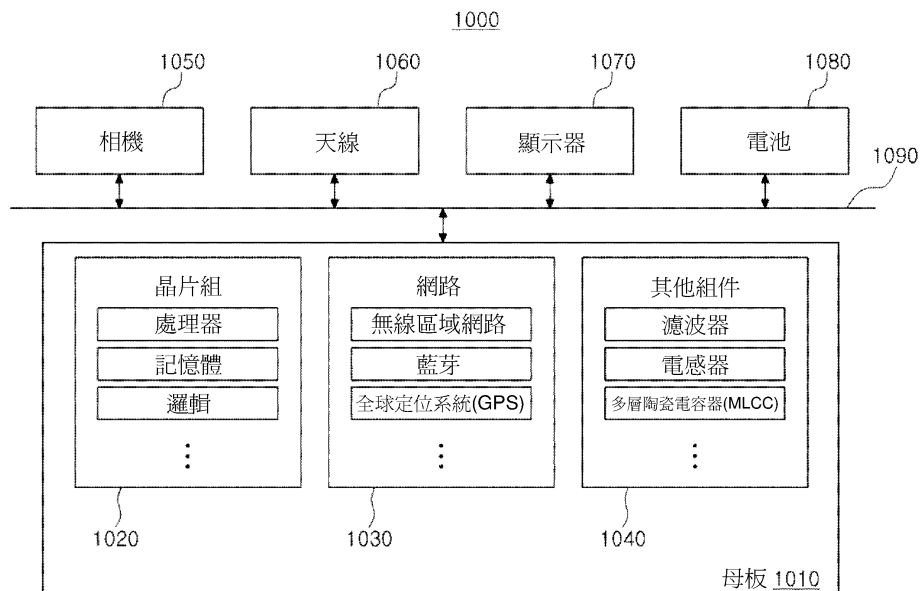 1000
1050
1060
1070
1080
相機
天線
顯示器
電池
1090
晶片組
處理器
記憶體
邏輯
網路
無線區域網路
藍芽
全球定位系統(GPS)
其他組件
濾波器
電感器
多層陶瓷電容器(MLCC)
1020
1030
1040
母板 1010